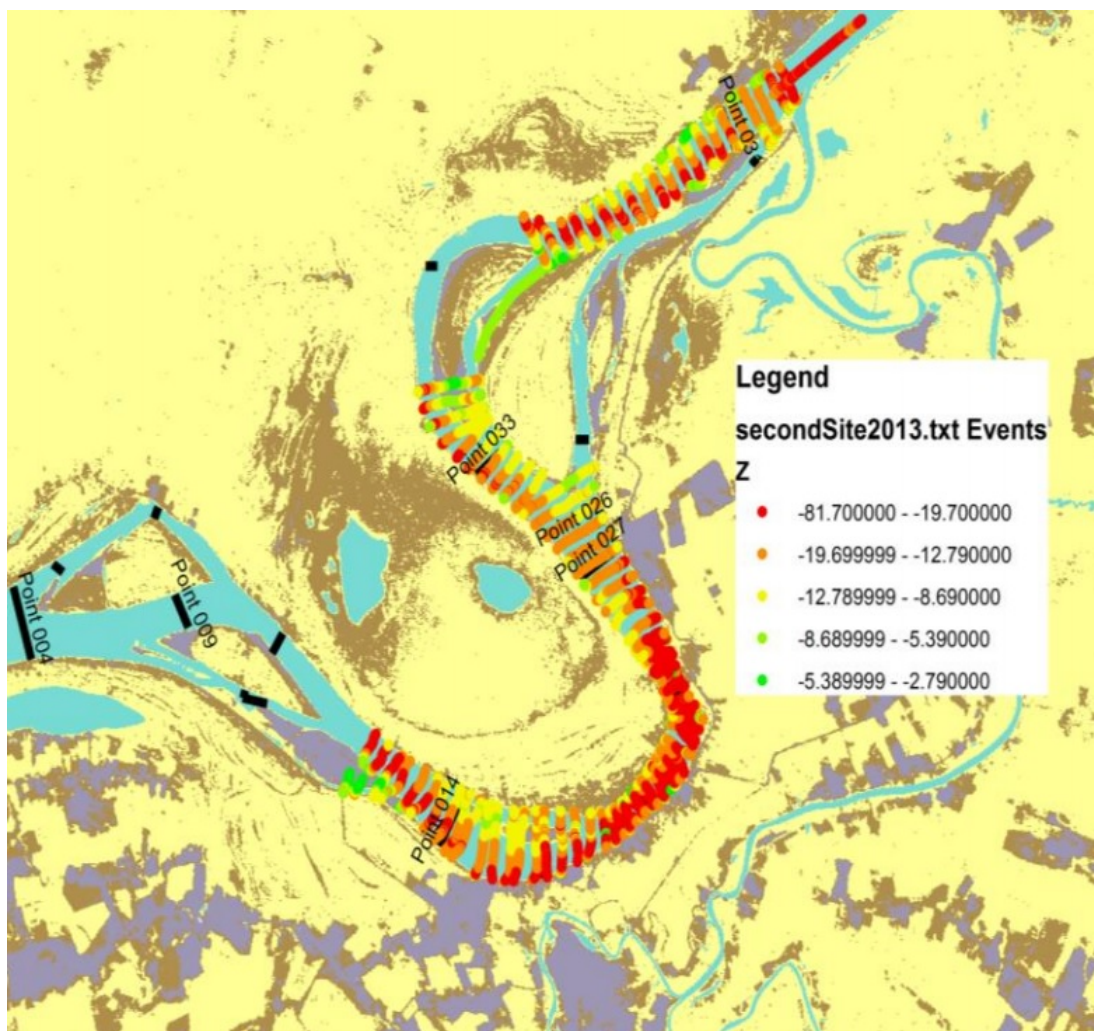 Point 03
Legend
secondSite2013.txt Events
Z
-81.700000 - -19.700000
-19.699999 - -12.790000
-12.789999 - -8.690000
-8.689999 - -5.390000
-5.389999 - -2.790000
Point 033
Point 026
Point 027
Point 004
Point 009
Point 014